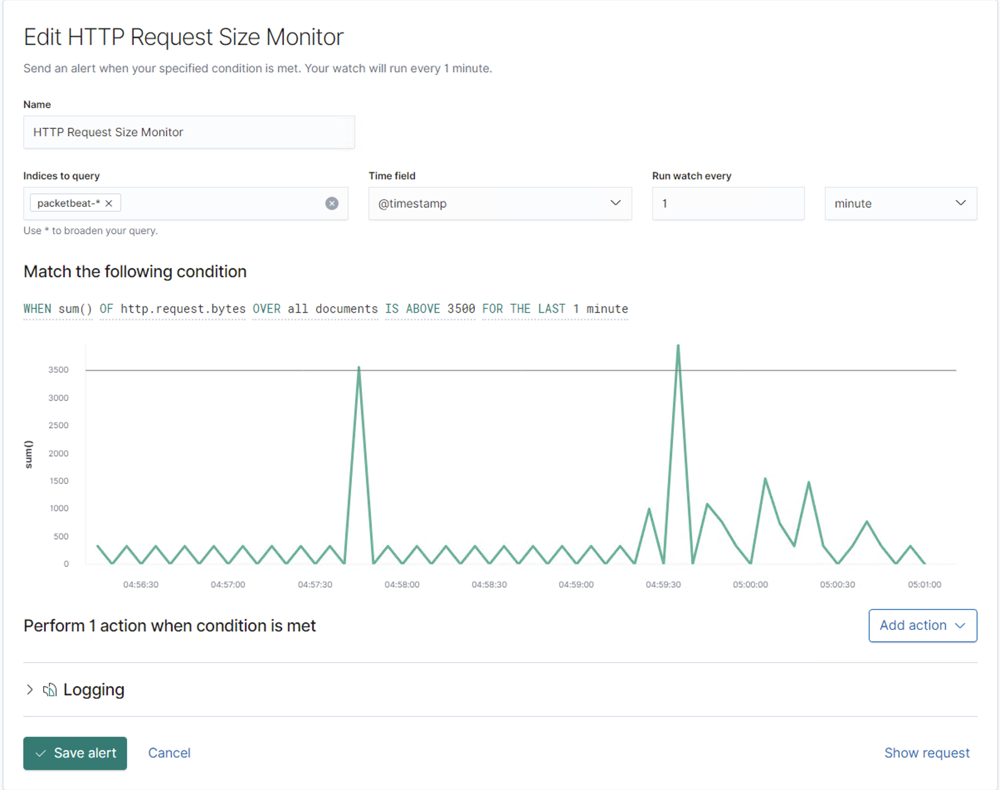 Edit HTTP Request Size Monitor
Send an alert when your specified condition is met. Your watch will run every 1 minute.
Name
HTTP Request Size Monitor
Indices to query
Time field
Run watch every
packetbeat-*
@timestamp
1
minute
Use * to broaden your query.
Match the following condition
WHEN sum() OF http.request.bytes OVER all documents IS ABOVE 3500 FOR THE LAST 1 minute
sum()
3500
3000
2500
2000
1500
1000
500
0
04:56:30
04:57:00
04:57:30
04:58:00
04:58:30
04:59:00
04:59:30
05:00:00
05:00:30
05:01:00
Perform 1 action when condition is met
Add action
Logging
Save alert
Cancel
Show request